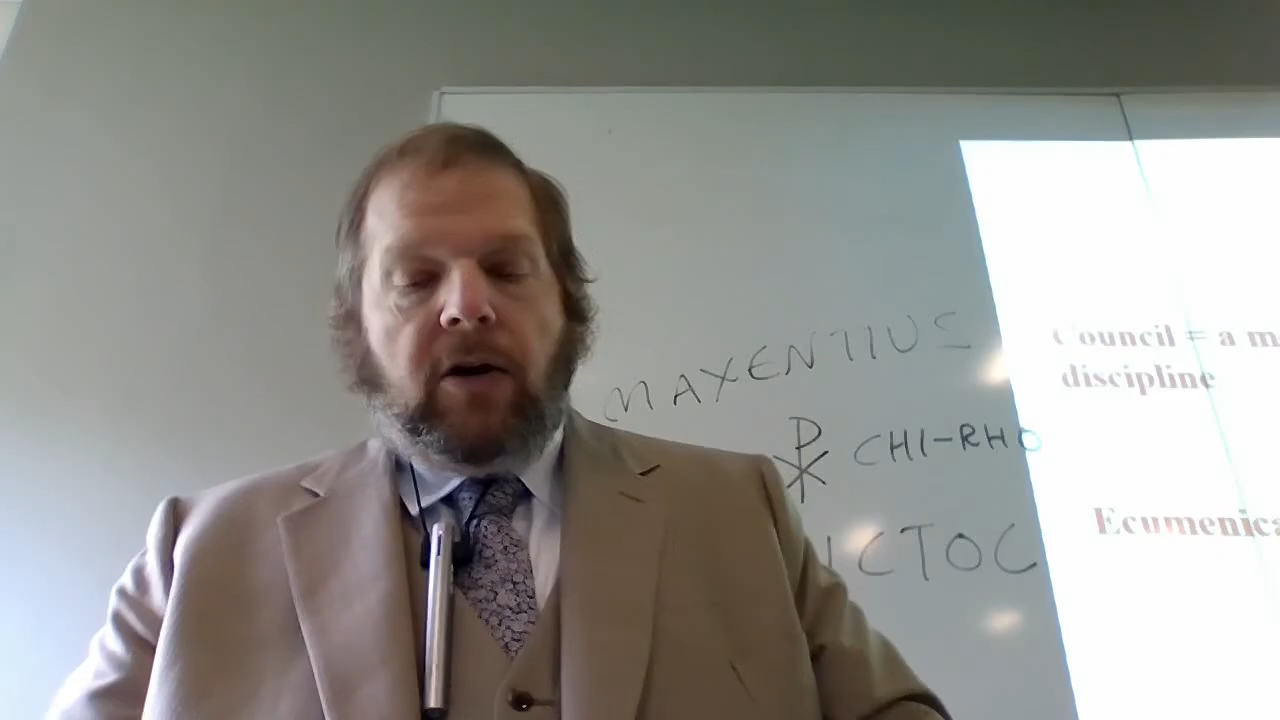 MAXENTIUS
☧ CHI-RHO
ICTOC
Council = a m
discipline
Ecumenica